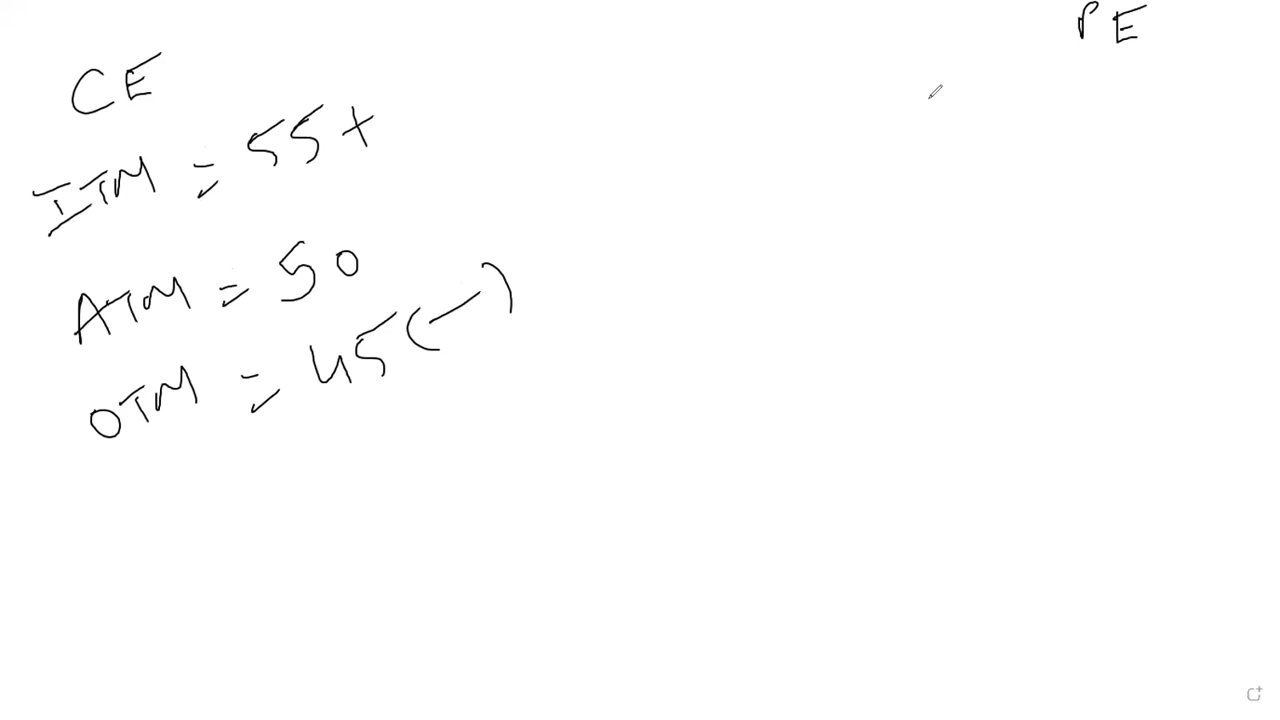 PE
CE
ITM = 55+
ATM = 50
OTM = 45(-)